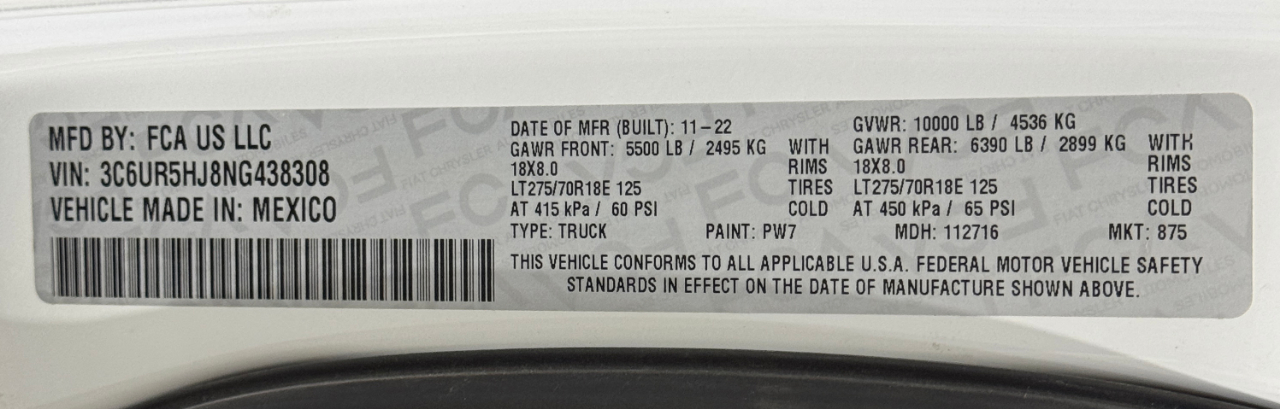 MFD BY: FCA US LLC
VIN: 3C6UR5HJ8NG438308
VEHICLE MADE IN: MEXICO
DATE OF MFR (BUILT): 11-22 GVWR: 10000 LB / 4536 KG
GAWR FRONT: 5500 LB / 2495 KG WITH GAWR REAR: 6390 LB / 2899 KG WITH
18X8.0 RIMS 18X8.0 RIMS
LT275/70R18E 125 TIRES LT275/70R18E 125 TIRES
AT 415 kPa / 60 PSI COLD AT 450 kPa / 65 PSI COLD
TYPE: TRUCK PAINT: PW7 MDH: 112716 MKT: 875
THIS VEHICLE CONFORMS TO ALL APPLICABLE U.S.A. FEDERAL MOTOR VEHICLE SAFETY
STANDARDS IN EFFECT ON THE DATE OF MANUFACTURE SHOWN ABOVE.